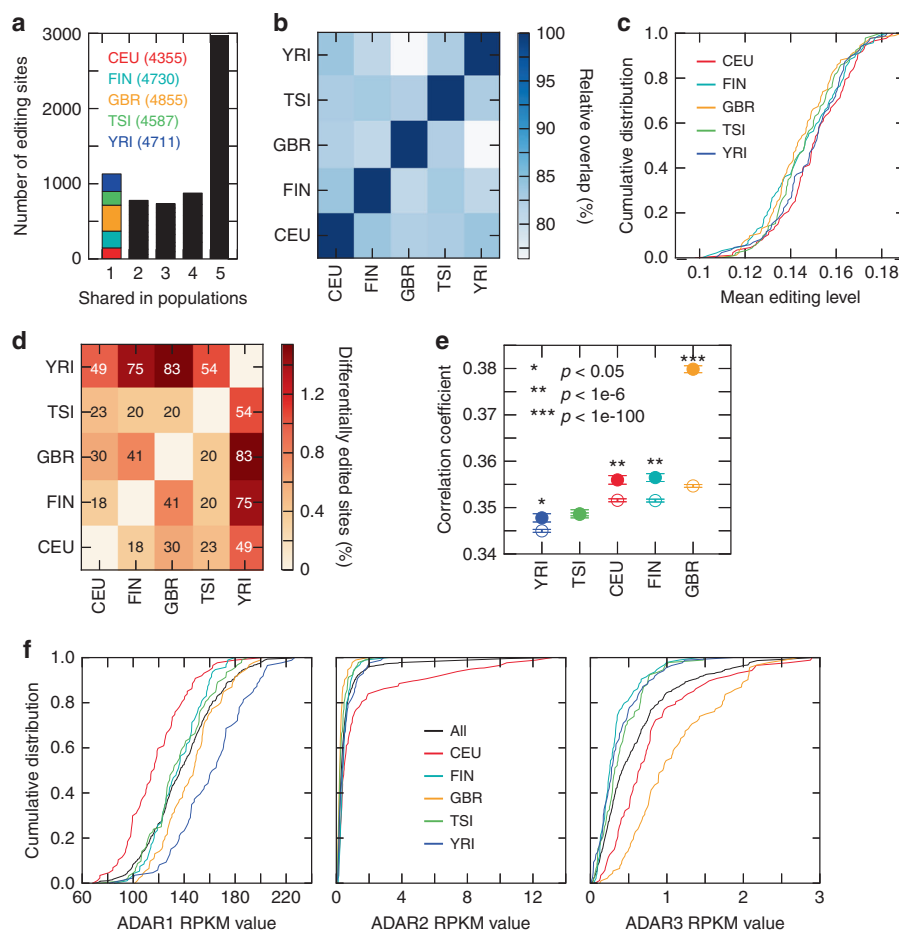 a
Number of editing sites
3000
2000
1000
0
CEU (4355)
FIN (4730)
GBR (4855)
TSI (4587)
YRI (4711)
1 2 3 4 5
Shared in populations
b
YRI
TSI
GBR
FIN
CEU
CEU FIN GBR TSI YRI
100
95
90
85
80
Relative overlap (%)
c
Cumulative distribution
1.0
0.8
0.6
0.4
0.2
0.0
CEU
FIN
GBR
TSI
YRI
0.1 0.12 0.14 0.16 0.18
Mean editing level
d
YRI 49 75 83 54
TSI 23 20 20 54
GBR 30 41 20 83
FIN 18 41 20 75
CEU 18 30 23 49
CEU FIN GBR TSI YRI
1.2
0.8
0.4
0
Differentially edited sites (%)
e
Correlation coefficient
0.38
0.37
0.36
0.35
0.34
* p < 0.05
** p < 1e-6
*** p < 1e-100
* ** ** ***
YRI TSI CEU FIN GBR
f
Cumulative distribution
1.0
0.8
0.6
0.4
0.2
0.0
60 100 140 180 220
ADAR1 RPKM value
All
CEU
FIN
GBR
TSI
YRI
0 4 8 12
ADAR2 RPKM value
0 1 2 3
ADAR3 RPKM value